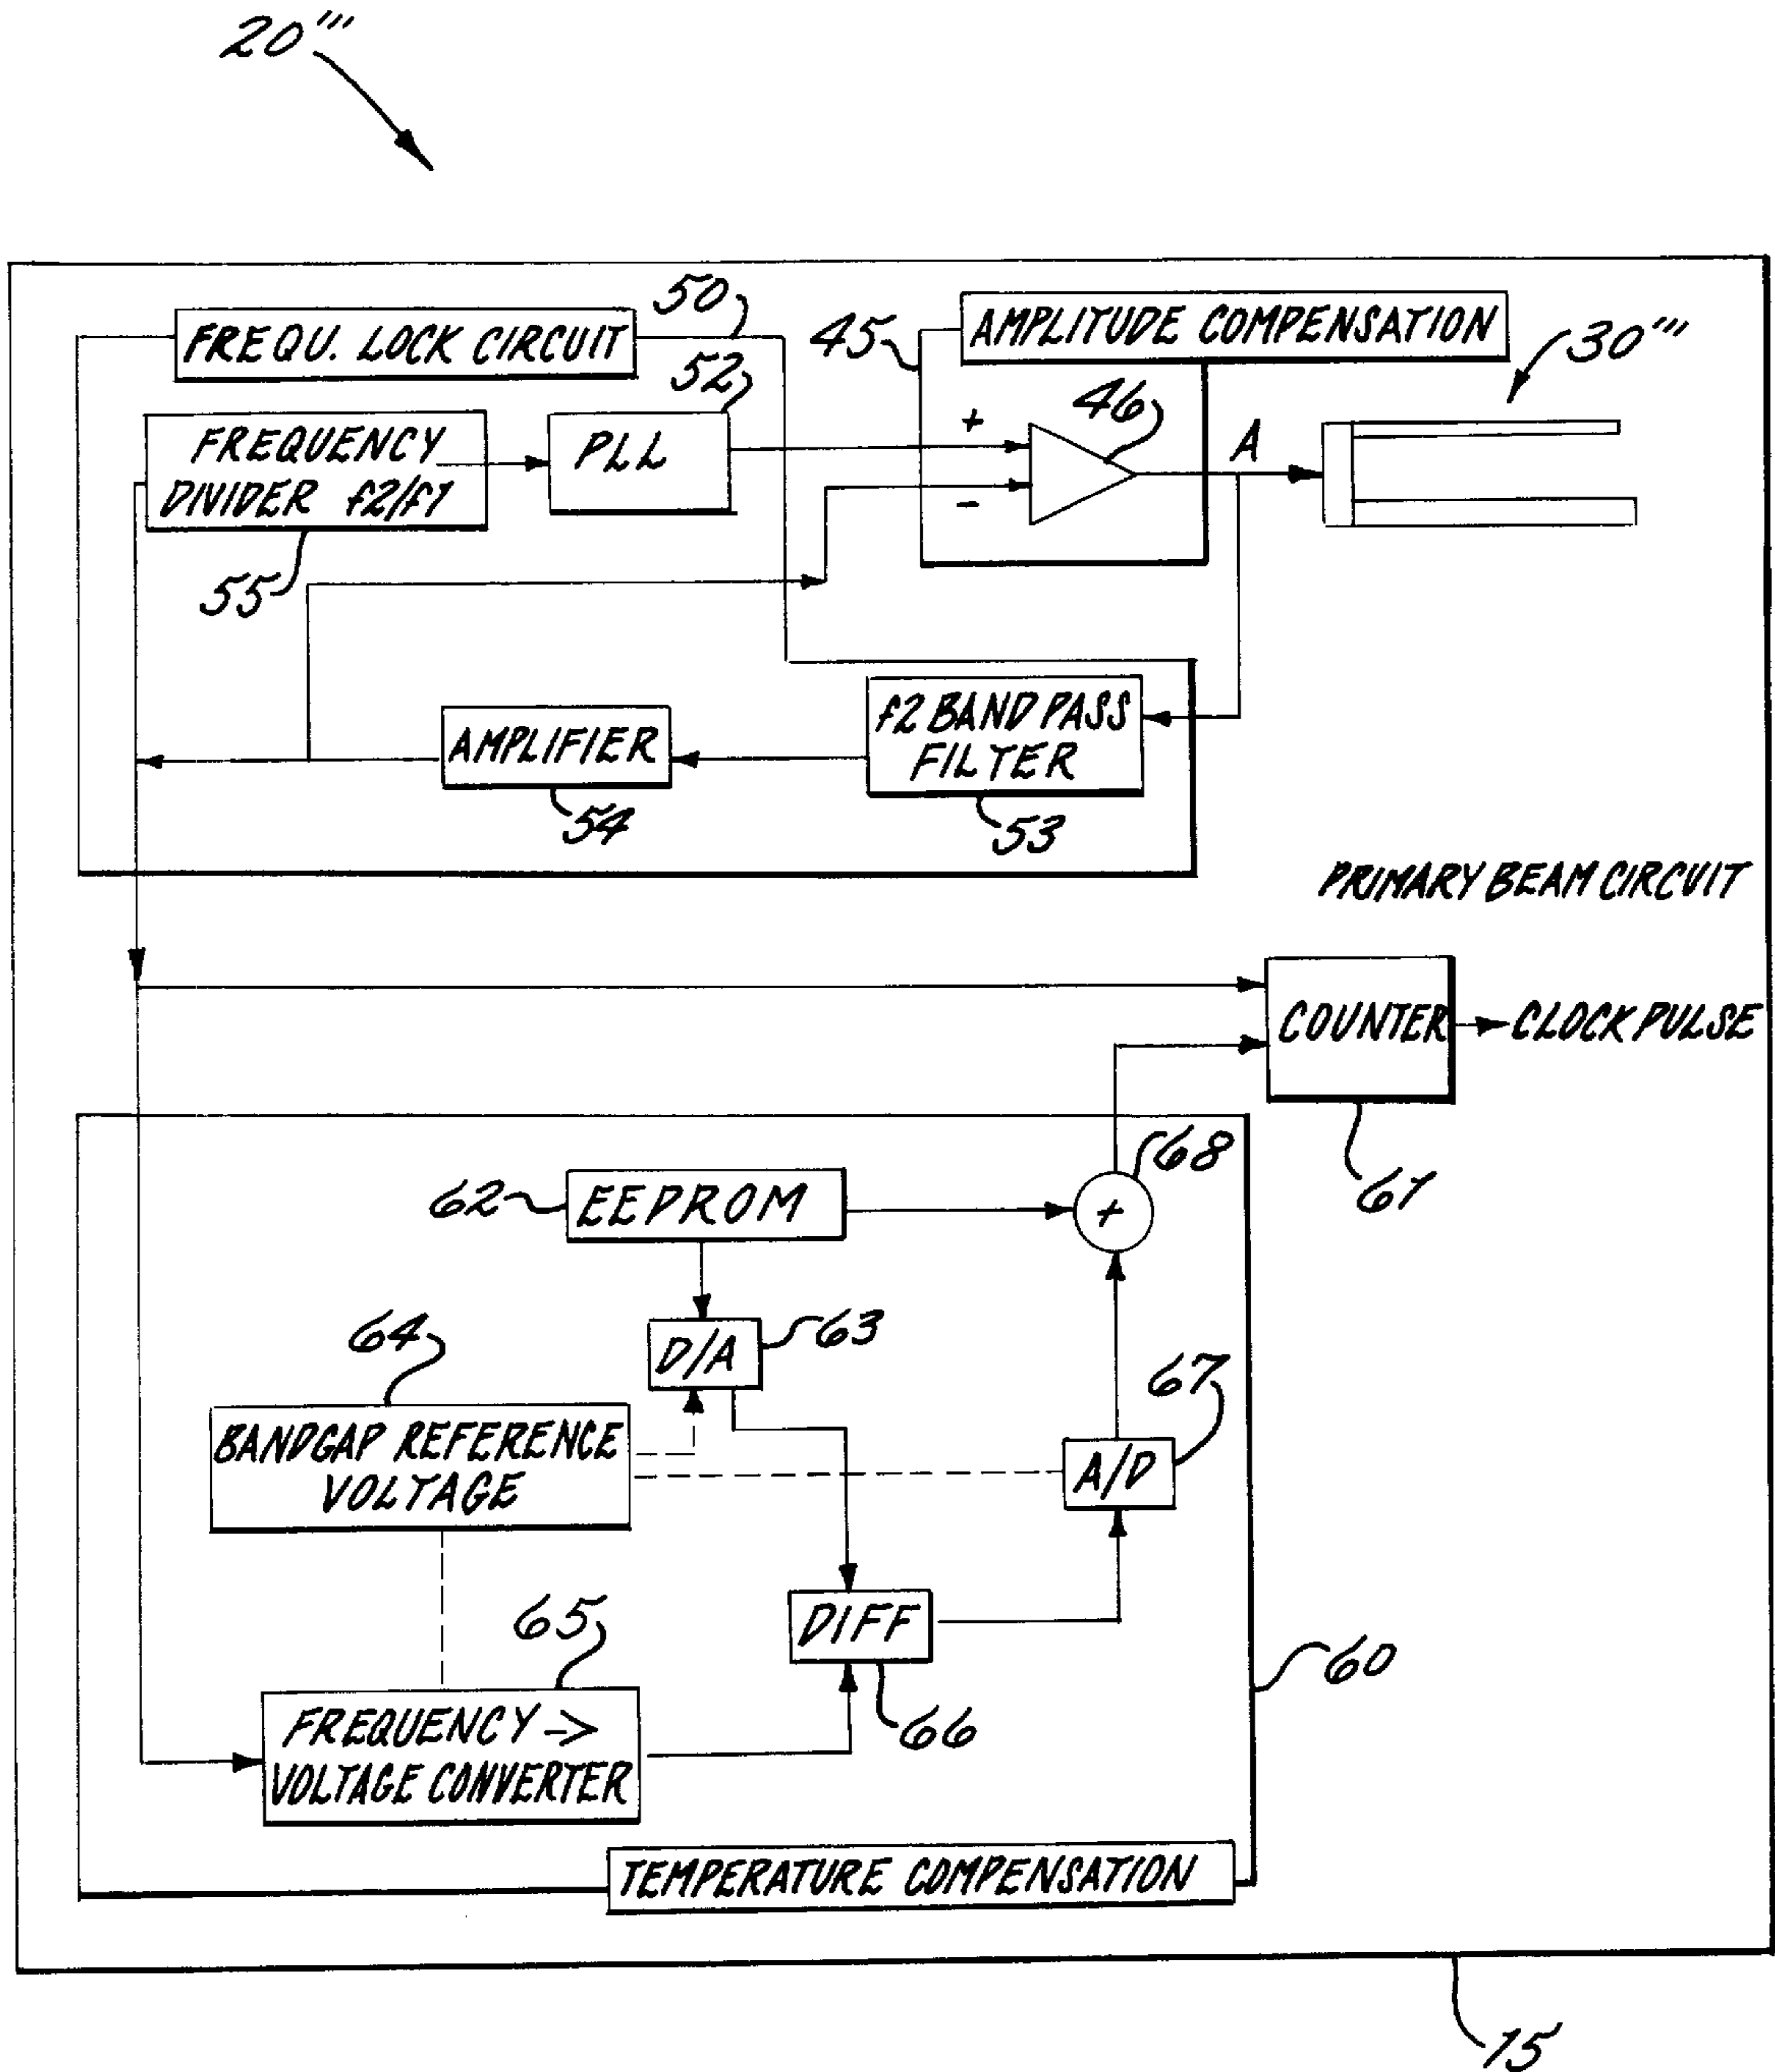 20'''
50
FREQU. LOCK CIRCUIT
45
AMPLITUDE COMPENSATION
30'''
52
46
FREQUENCY
DIVIDER f2/f1
PLL
+
-
A
55
f2 BAND PASS
FILTER
AMPLIFIER
54
53
PRIMARY BEAM CIRCUIT
COUNTER
CLOCK PULSE
61
68
62
EEPROM
+
64
D/A
63
67
BANDGAP REFERENCE
VOLTAGE
A/D
65
DIFF
60
66
FREQUENCY ->
VOLTAGE CONVERTER
TEMPERATURE COMPENSATION
15